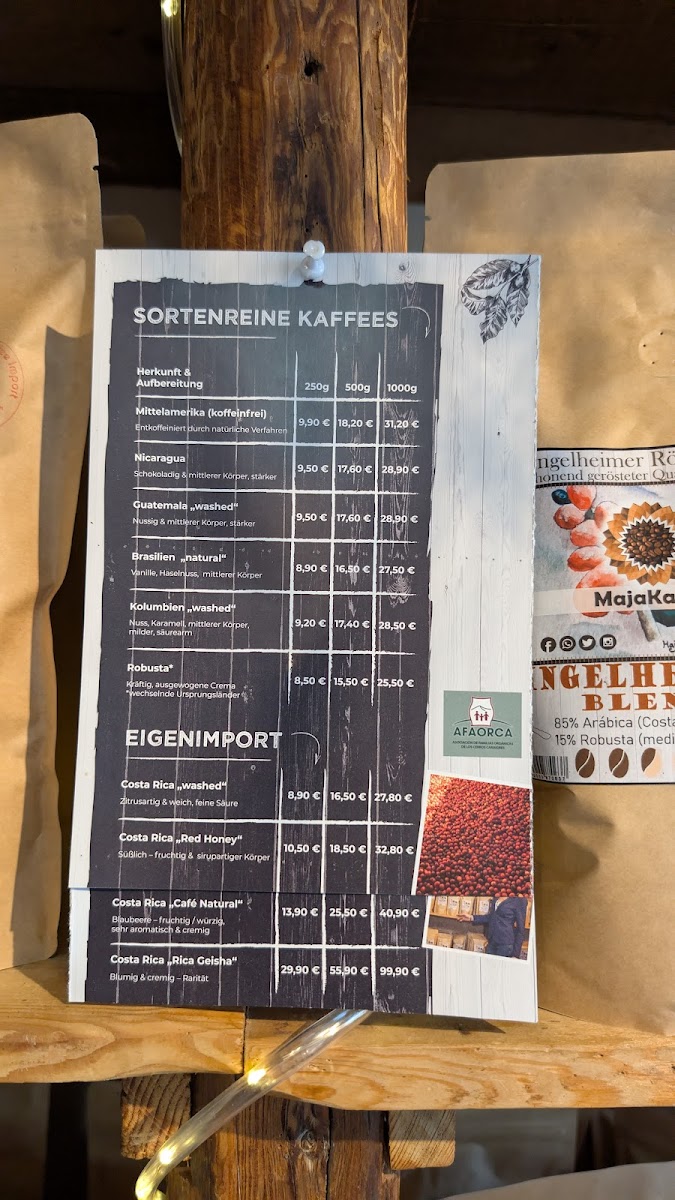 SORTENREINE KAFFEES
Herkunft &
Aufbereitung
250g 500g 1000g
Mittelamerika (koffeinfrei)
Entkoffeiniert durch natürliche Verfahren
9,90 € 18,20 € 31,20 €
Nicaragua
Schokoladig & mittlerer Körper, stärker
9,50 € 17,60 € 28,90 €
Guatemala „washed“
Nussig & mittlerer Körper, stärker
9,50 € 17,60 € 28,90 €
Brasilien „natural“
Vanille, Haselnuss, mittlerer Körper
8,90 € 16,50 € 27,50 €
Kolumbien „washed“
Nuss, Karamell, mittlerer Körper,
milder, säurearm
9,20 € 17,40 € 28,50 €
Robusta*
Kräftig, ausgewogene Crema
*wechselnde Ursprungsländer
8,50 € 15,50 € 25,50 €
EIGENIMPORT
Costa Rica „washed“
Zitrusartig & weich, feine Säure
8,90 € 16,50 € 27,80 €
Costa Rica „Red Honey“
Süßlich – fruchtig & sirupartiger Körper
10,50 € 18,50 € 32,80 €
Costa Rica „Café Natural“
Blaubeere – fruchtig / würzig,
sehr aromatisch & cremig
13,90 € 25,50 € 40,90 €
Costa Rica „Rica Geisha“
Blumig & cremig – Rarität
29,90 € 55,90 € 99,90 €
AFAORCA
ngelheimer Rö
honend gerösteter Qua
MajaKa
NGELHE
BLEN
85% Arábica (Costa
15% Robusta (medi